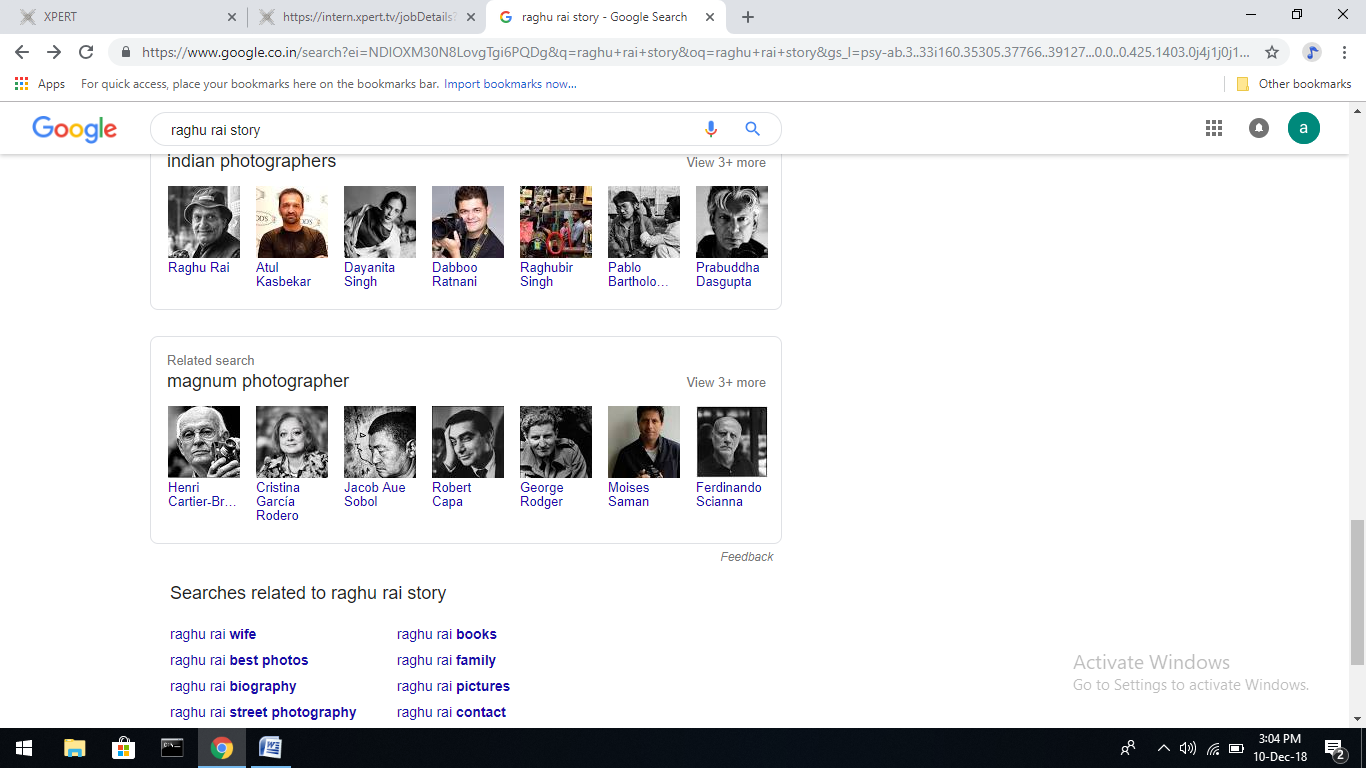 XPERT
https://intern.xpert.tv/jobDetails?
raghu rai story - Google Search
https://www.google.co.in/search?ei=NDIOXM30N8LovgTgi6PQDg&q=raghu+rai+story&oq=raghu+rai+story&gs_l=psy-ab.3..33i160.35305.37766..39127...0.0..0.425.1403.0j4j1j0j1...
Apps
For quick access, place your bookmarks here on the bookmarks bar. Import bookmarks now...
Other bookmarks
Google
raghu rai story
a
indian photographers
View 3+ more
Raghu Rai
Atul
Kasbekar
Dayanita
Singh
Dabboo
Ratnani
Raghubir
Singh
Pablo
Bartholo...
Prabuddha
Dasgupta
Related search
magnum photographer
View 3+ more
Henri
Cartier-Br...
Cristina
García
Rodero
Jacob Aue
Sobol
Robert
Capa
George
Rodger
Moises
Saman
Ferdinando
Scianna
Feedback
Searches related to raghu rai story
raghu rai wife
raghu rai books
raghu rai best photos
raghu rai family
raghu rai biography
raghu rai pictures
raghu rai street photography
raghu rai contact
Activate Windows
Go to Settings to activate Windows.
3:04 PM
10-Dec-18
2